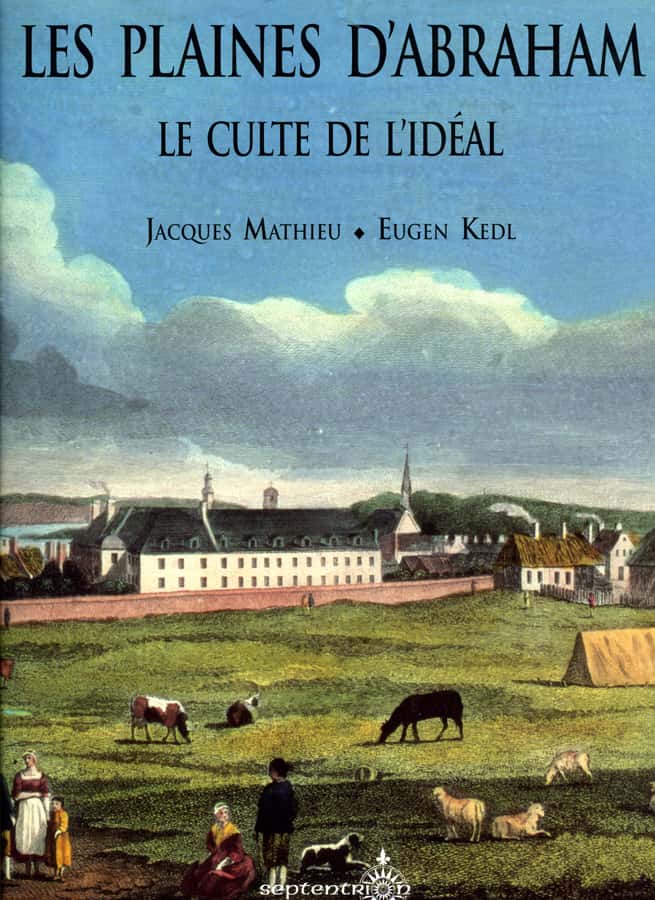 LES PLAINES D'ABRAHAM
LE CULTE DE L'IDÉAL
JACQUES MATHIEU ♦ EUGEN KEDL
septentrion